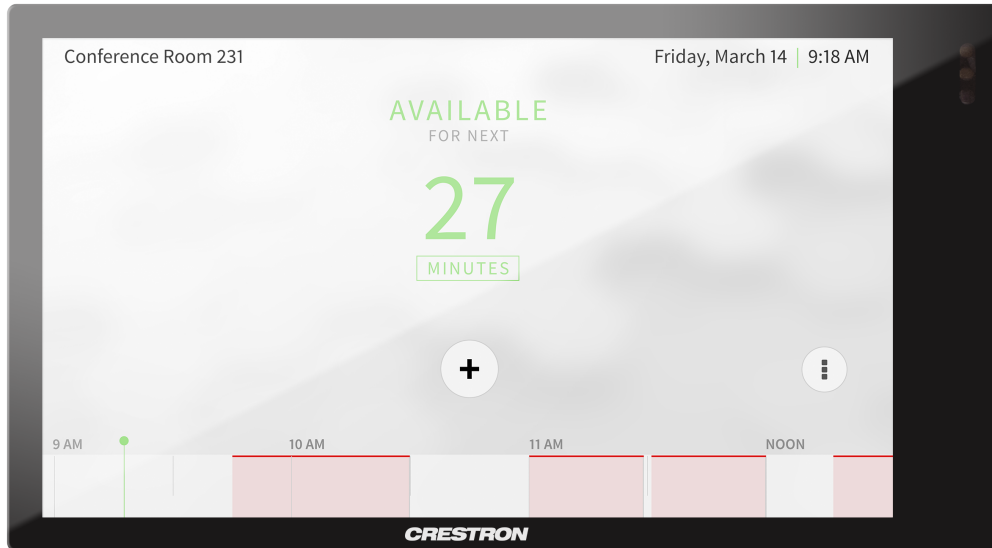 Conference Room 231
Friday, March 14 | 9:18 AM
AVAILABLE
FOR NEXT
27
MINUTES
9 AM
10 AM
11 AM
NOON
CRESTRON